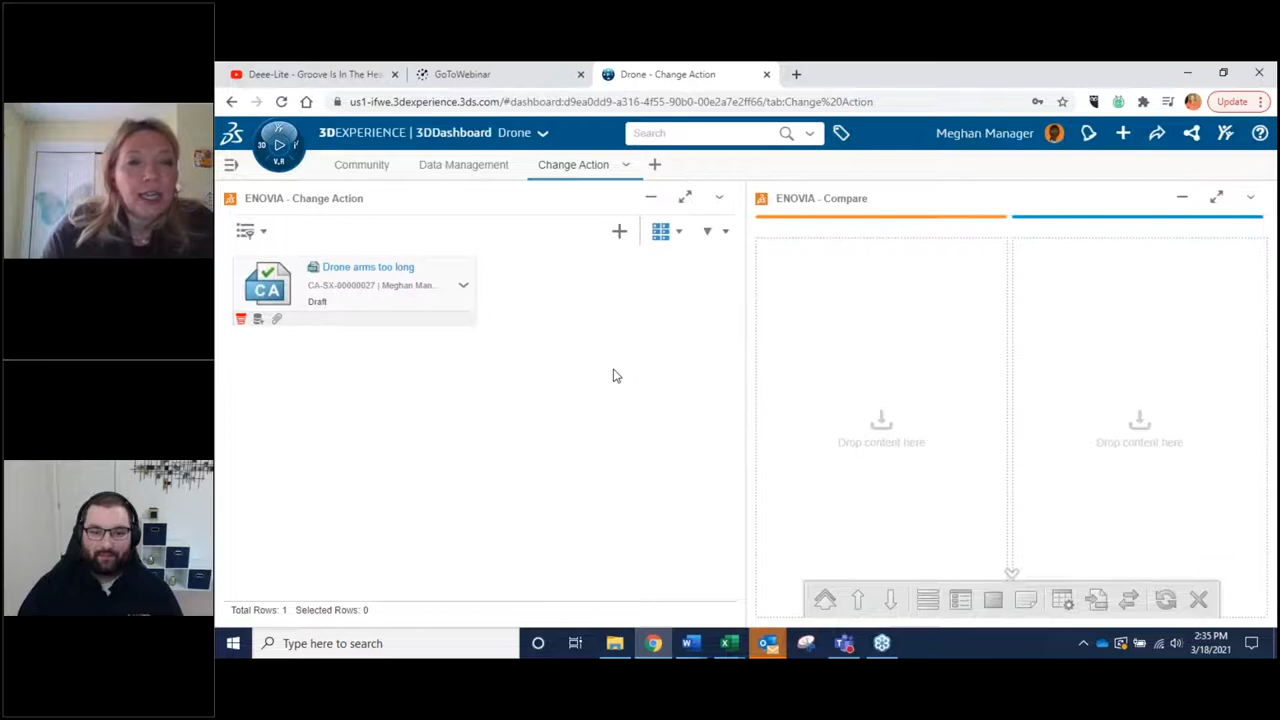 Deee-Lite - Groove Is In The Hea
GoToWebinar
Drone - Change Action
us1-ifwe.3dexperience.3ds.com/#dashboard:d9ea0dd9-a316-4f55-90b0-00e2a7e2ff66/tab:Change%20Action
Update
3D
V.R
3DEXPERIENCE | 3DDashboard Drone
Search
Meghan Manager
Community
Data Management
Change Action
ENOVIA - Change Action
ENOVIA - Compare
CA
Drone arms too long
CA-SX-00000027 | Meghan Man...
Draft
Drop content here
Drop content here
Total Rows: 1 Selected Rows: 0
Type here to search
2:35 PM
3/18/2021